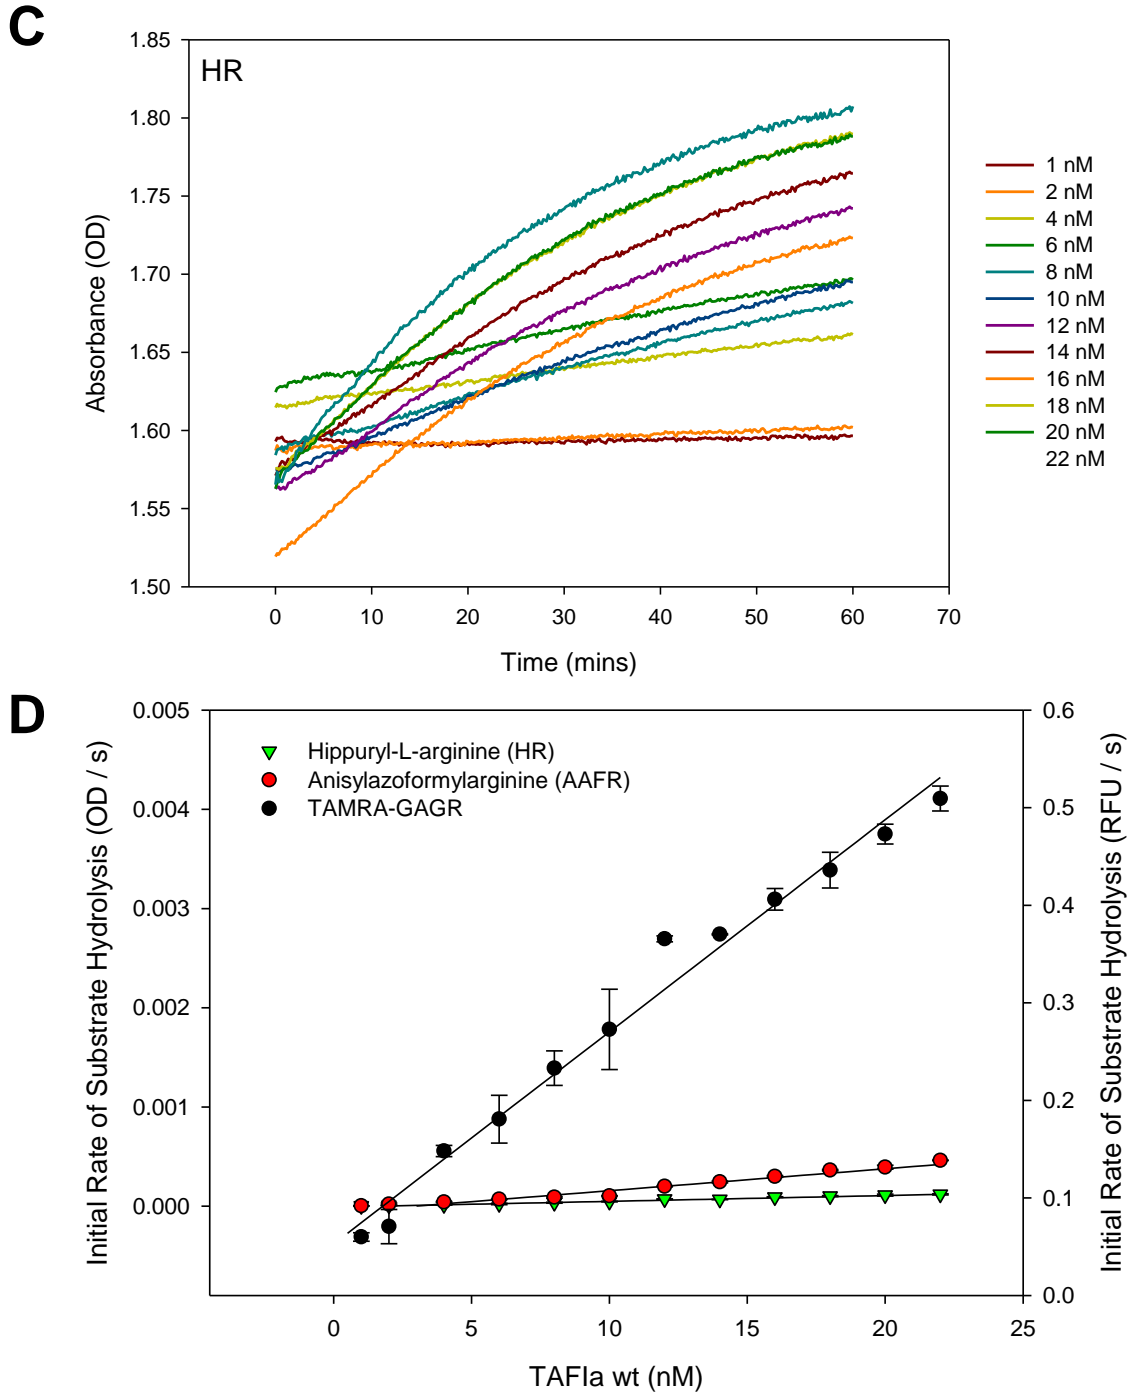 C
1.85
1.80
1.75
1.70
1.65
1.60
1.55
1.50
Absorbance (OD)
HR
0 10 20 30 40 50 60 70
Time (mins)
1 nM
2 nM
4 nM
6 nM
8 nM
10 nM
12 nM
14 nM
16 nM
18 nM
20 nM
22 nM
D
0.005
0.004
0.003
0.002
0.001
0.000
Initial Rate of Substrate Hydrolysis (OD / s)
Hippuryl-L-arginine (HR)
Anisylazoformylarginine (AAFR)
TAMRA-GAGR
0.6
0.5
0.4
0.3
0.2
0.1
0.0
Initial Rate of Substrate Hydrolysis (RFU / s)
0 5 10 15 20 25
TAFIa wt (nM)